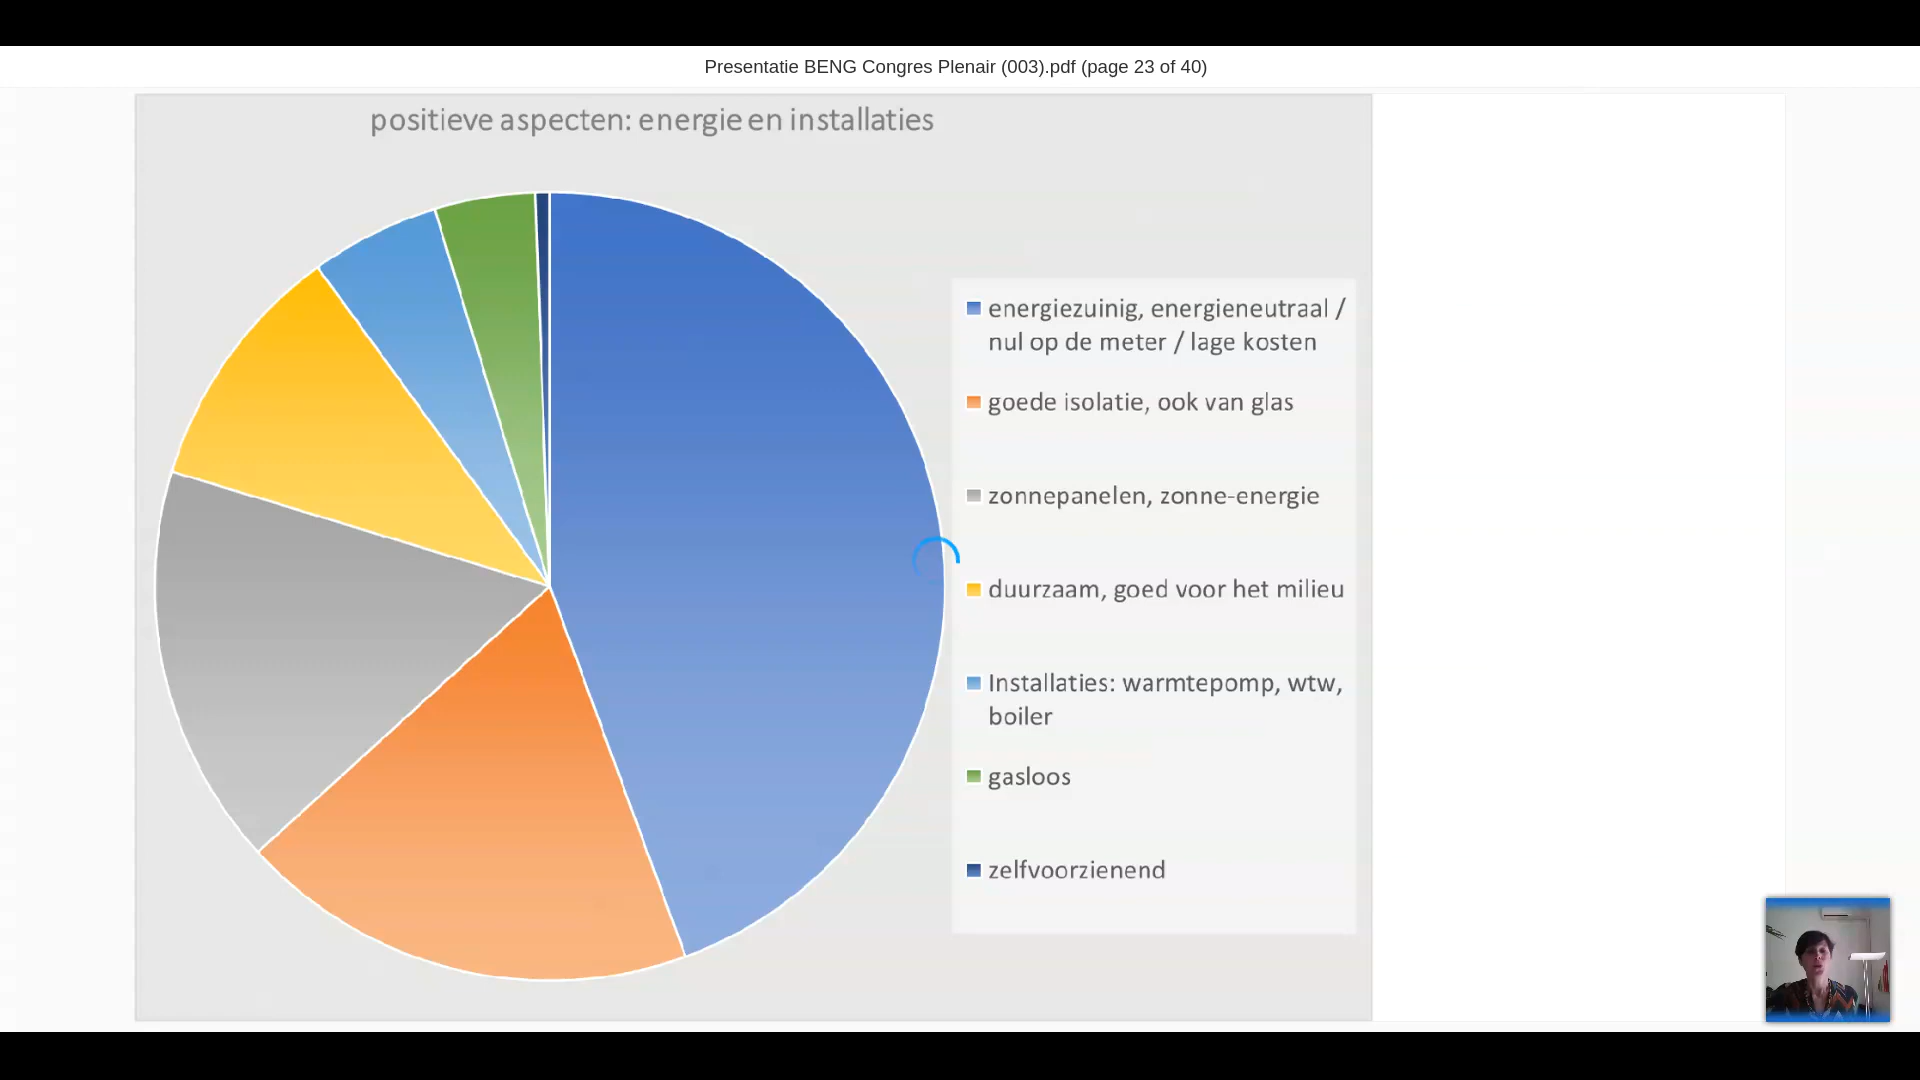 Presentatie BENG Congres Plenair (003).pdf (page 23 of 40)
positieve aspecten: energie en installaties
energiezuinig, energieneutraal /
nul op de meter / lage kosten
goede isolatie, ook van glas
zonnepanelen, zonne-energie
duurzaam, goed voor het milieu
Installaties: warmtepomp, wtw,
boiler
gasloos
zelfvoorzienend